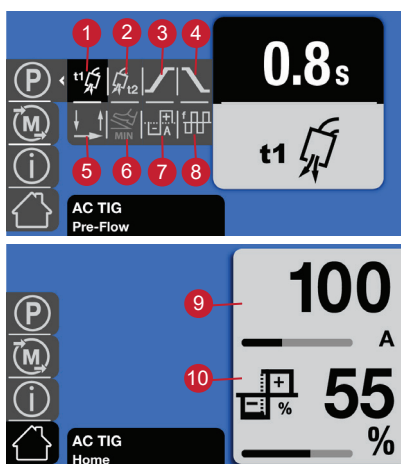 1 2 3 4
P t1 t2 0.8 s
M MIN A f
i 5 6 7 8 t1
AC TIG
Pre-Flow
P 9 100
M A
i 10 % 55
AC TIG %
Home